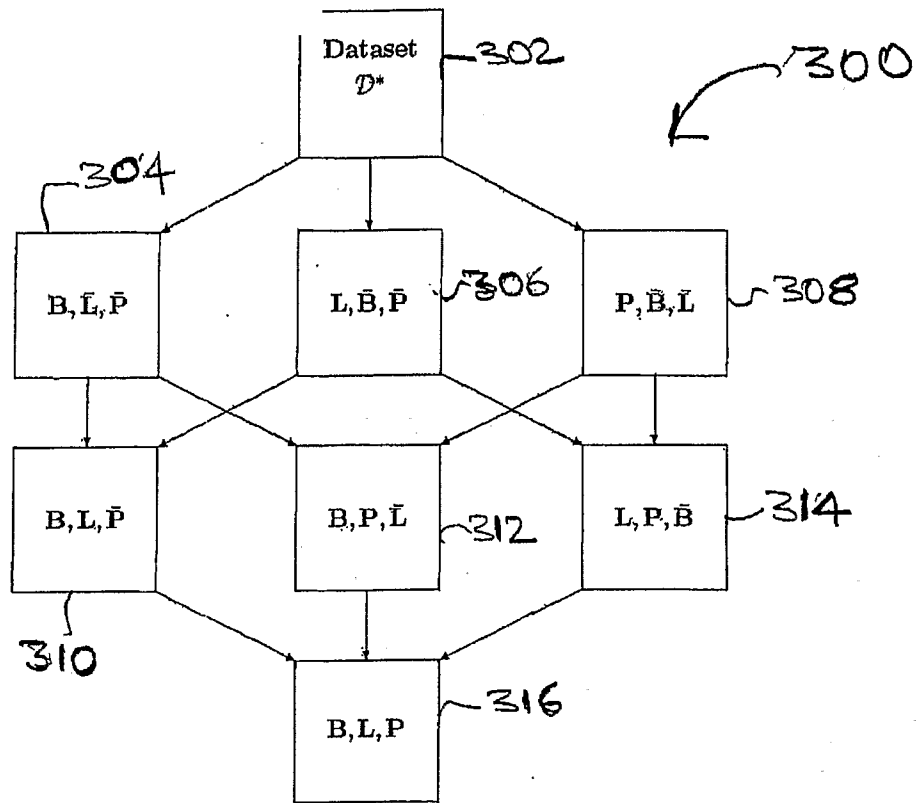 Dataset
𝒟*
302
300
304
B, L̄, P̄
L, B̄, P̄
306
P, B̄, L̄
308
B, L, P̄
B, P, L̄
312
L, P, B̄
314
310
B, L, P
316